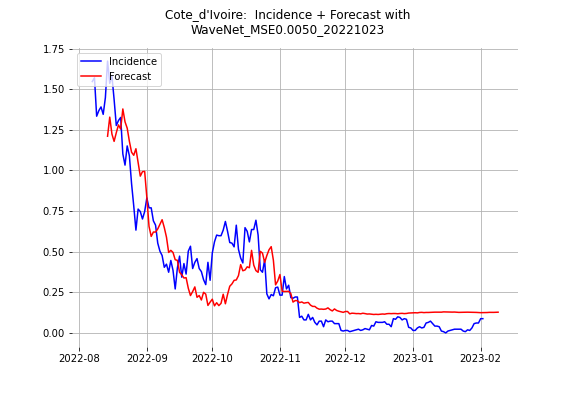 Cote_d'Ivoire:  Incidence + Forecast with
WaveNet_MSE0.0050_20221023
1.75
1.50
1.25
1.00
0.75
0.50
0.25
0.00
Incidence
Forecast
2022-08 2022-09 2022-10 2022-11 2022-12 2023-01 2023-02